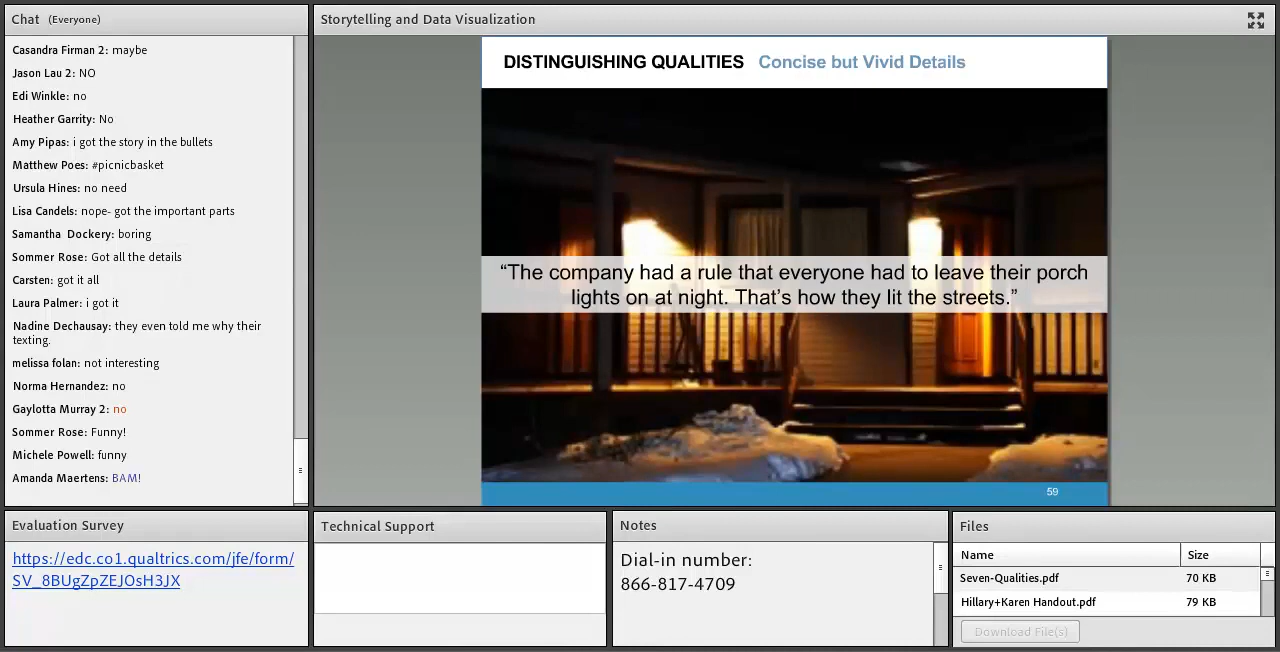 Chat (Everyone)
Casandra Firman 2: maybe
Jason Lau 2: NO
Edi Winkle: no
Heather Garrity: No
Amy Pipas: i got the story in the bullets
Matthew Poes: #picnicbasket
Ursula Hines: no need
Lisa Candels: nope- got the important parts
Samantha Dockery: boring
Sommer Rose: Got all the details
Carsten: got it all
Laura Palmer: i got it
Nadine Dechausay: they even told me why their
texting.
melissa folan: not interesting
Norma Hernandez: no
Gaylotta Murray 2: no
Sommer Rose: Funny!
Michele Powell: funny
Amanda Maertens: BAM!
Storytelling and Data Visualization
DISTINGUISHING QUALITIES Concise but Vivid Details
“The company had a rule that everyone had to leave their porch
lights on at night. That’s how they lit the streets.”
59
Evaluation Survey
https://edc.co1.qualtrics.com/jfe/form/
SV_8BUgZpZEJOsH3JX
Technical Support
Notes
Dial-in number:
866-817-4709
Files
Name Size
Seven-Qualities.pdf 70 KB
Hillary+Karen Handout.pdf 79 KB
Download File(s)